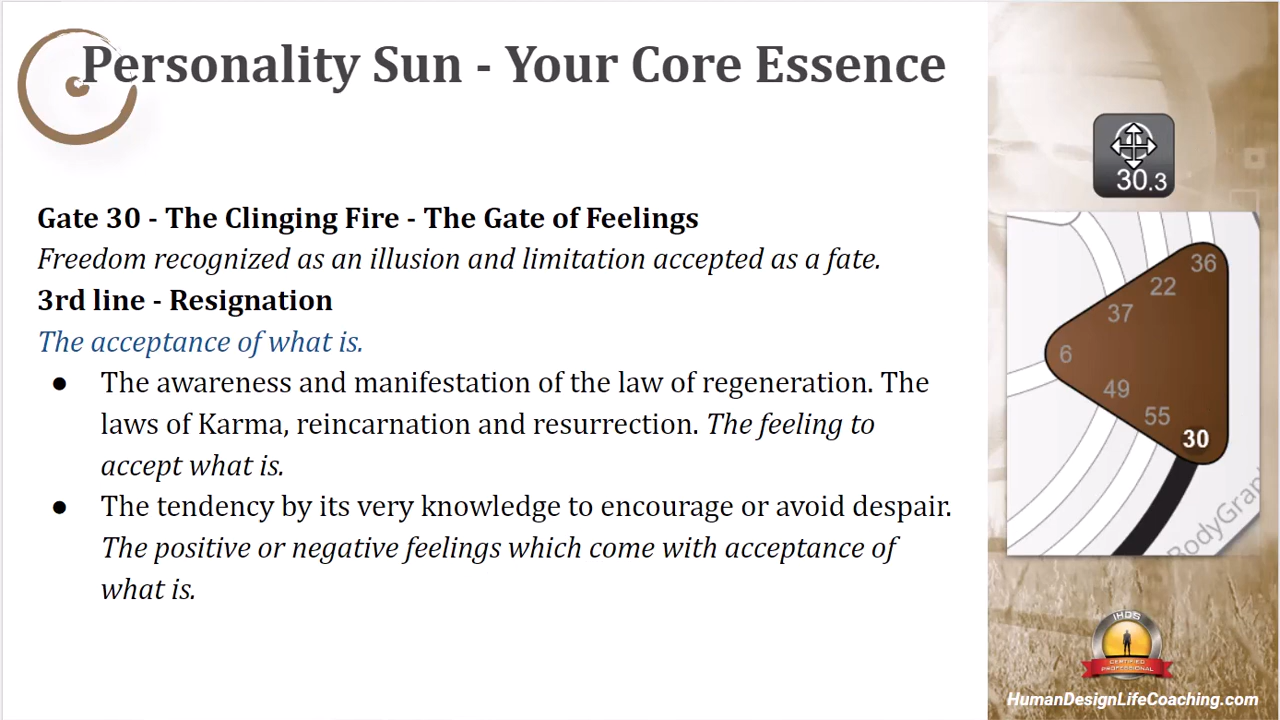 Personality Sun - Your Core Essence
Gate 30 - The Clinging Fire - The Gate of Feelings
Freedom recognized as an illusion and limitation accepted as a fate.
3rd line - Resignation
The acceptance of what is.
● The awareness and manifestation of the law of regeneration. The
laws of Karma, reincarnation and resurrection. The feeling to
accept what is.
● The tendency by its very knowledge to encourage or avoid despair.
The positive or negative feelings which come with acceptance of
what is.
30.3
36
22
37
6
49
55
30
BodyGrap
IHDS
CERTIFIED
PROFESSIONAL
HumanDesignLifeCoaching.com